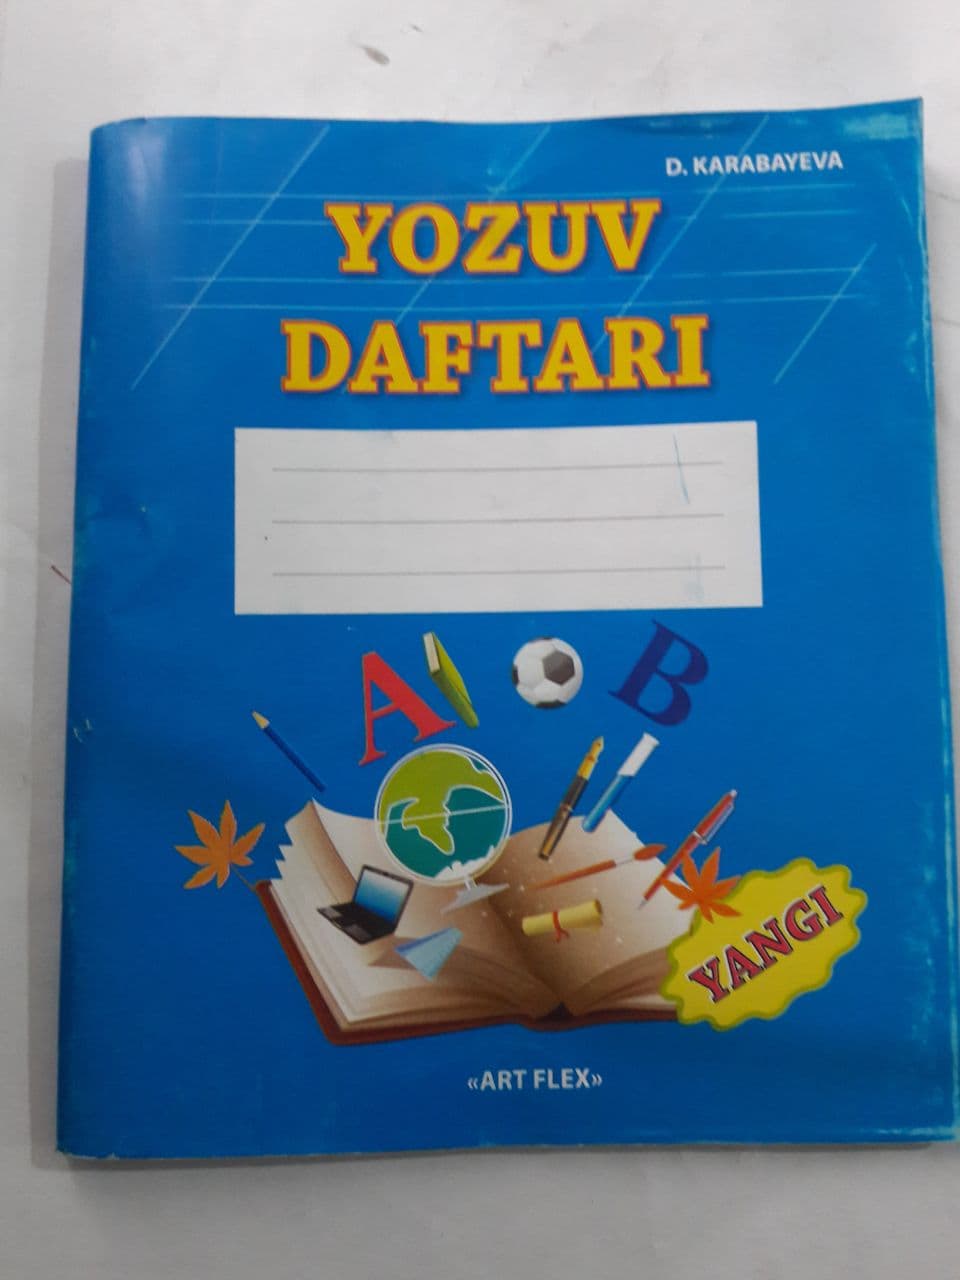 D. KARABAYEVA
YOZUV
DAFTARI
A
B
YANGI
«ART FLEX»